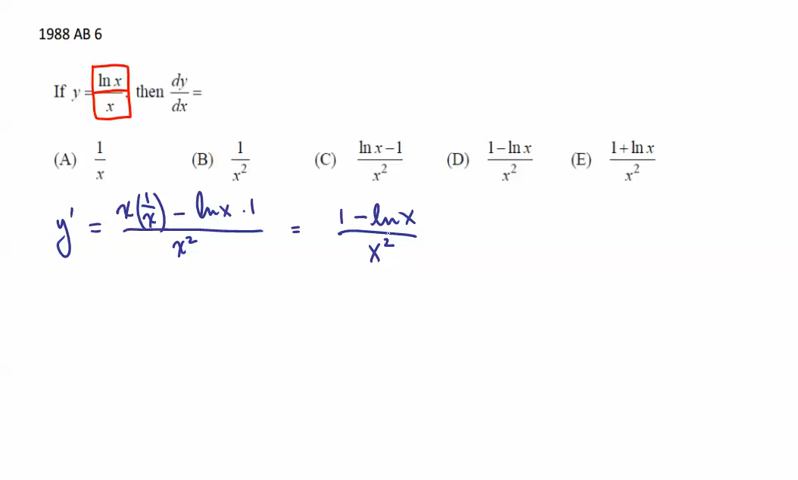 1988 AB 6
If y = ln x / x, then dy/dx =
(A) 1/x (B) 1/x² (C) ln x − 1 / x² (D) 1 − ln x / x² (E) 1 + ln x / x²
y' = x(1/x) − ln x · 1 / x² = 1 − ln x / x²